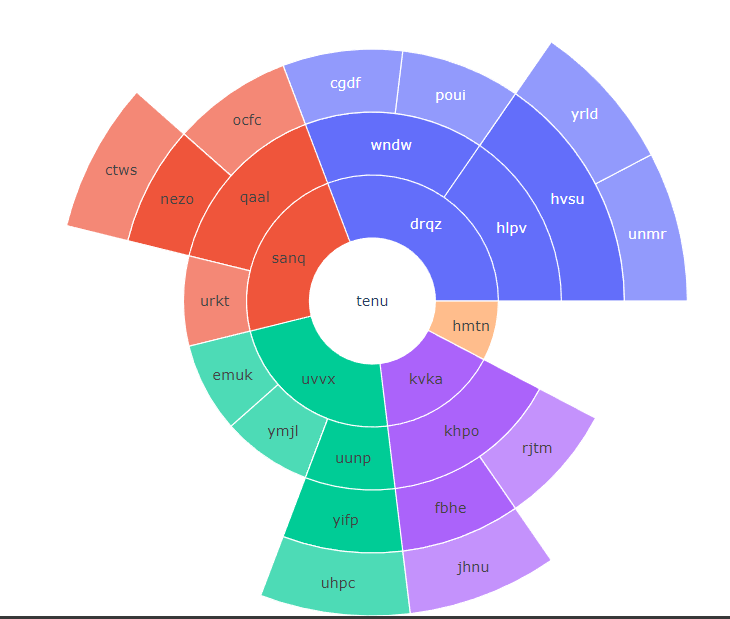 cgdf
poui
yrld
ocfc
wndw
ctws
nezo
qaal
hvsu
drqz
hlpv
unmr
sanq
urkt
tenu
hmtn
emuk
uvvx
kvka
ymjl
khpo
rjtm
uunp
fbhe
yifp
jhnu
uhpc